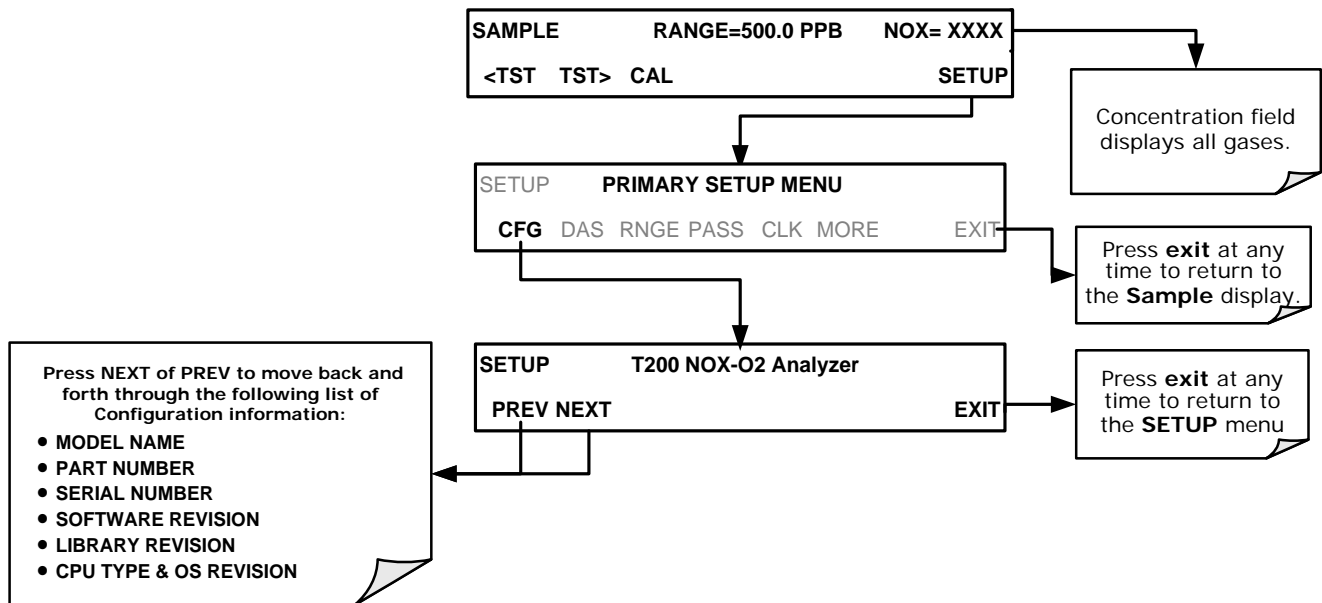 SAMPLE RANGE=500.0 PPB NOX= XXXX
<TST TST> CAL SETUP
Concentration field
displays all gases.
SETUP PRIMARY SETUP MENU
CFG DAS RNGE PASS CLK MORE EXIT
Press exit at any
time to return to
the Sample display.
SETUP T200 NOX-O2 Analyzer
PREV NEXT EXIT
Press exit at any
time to return to
the SETUP menu
Press NEXT of PREV to move back and
forth through the following list of
Configuration information:
● MODEL NAME
● PART NUMBER
● SERIAL NUMBER
● SOFTWARE REVISION
● LIBRARY REVISION
● CPU TYPE & OS REVISION